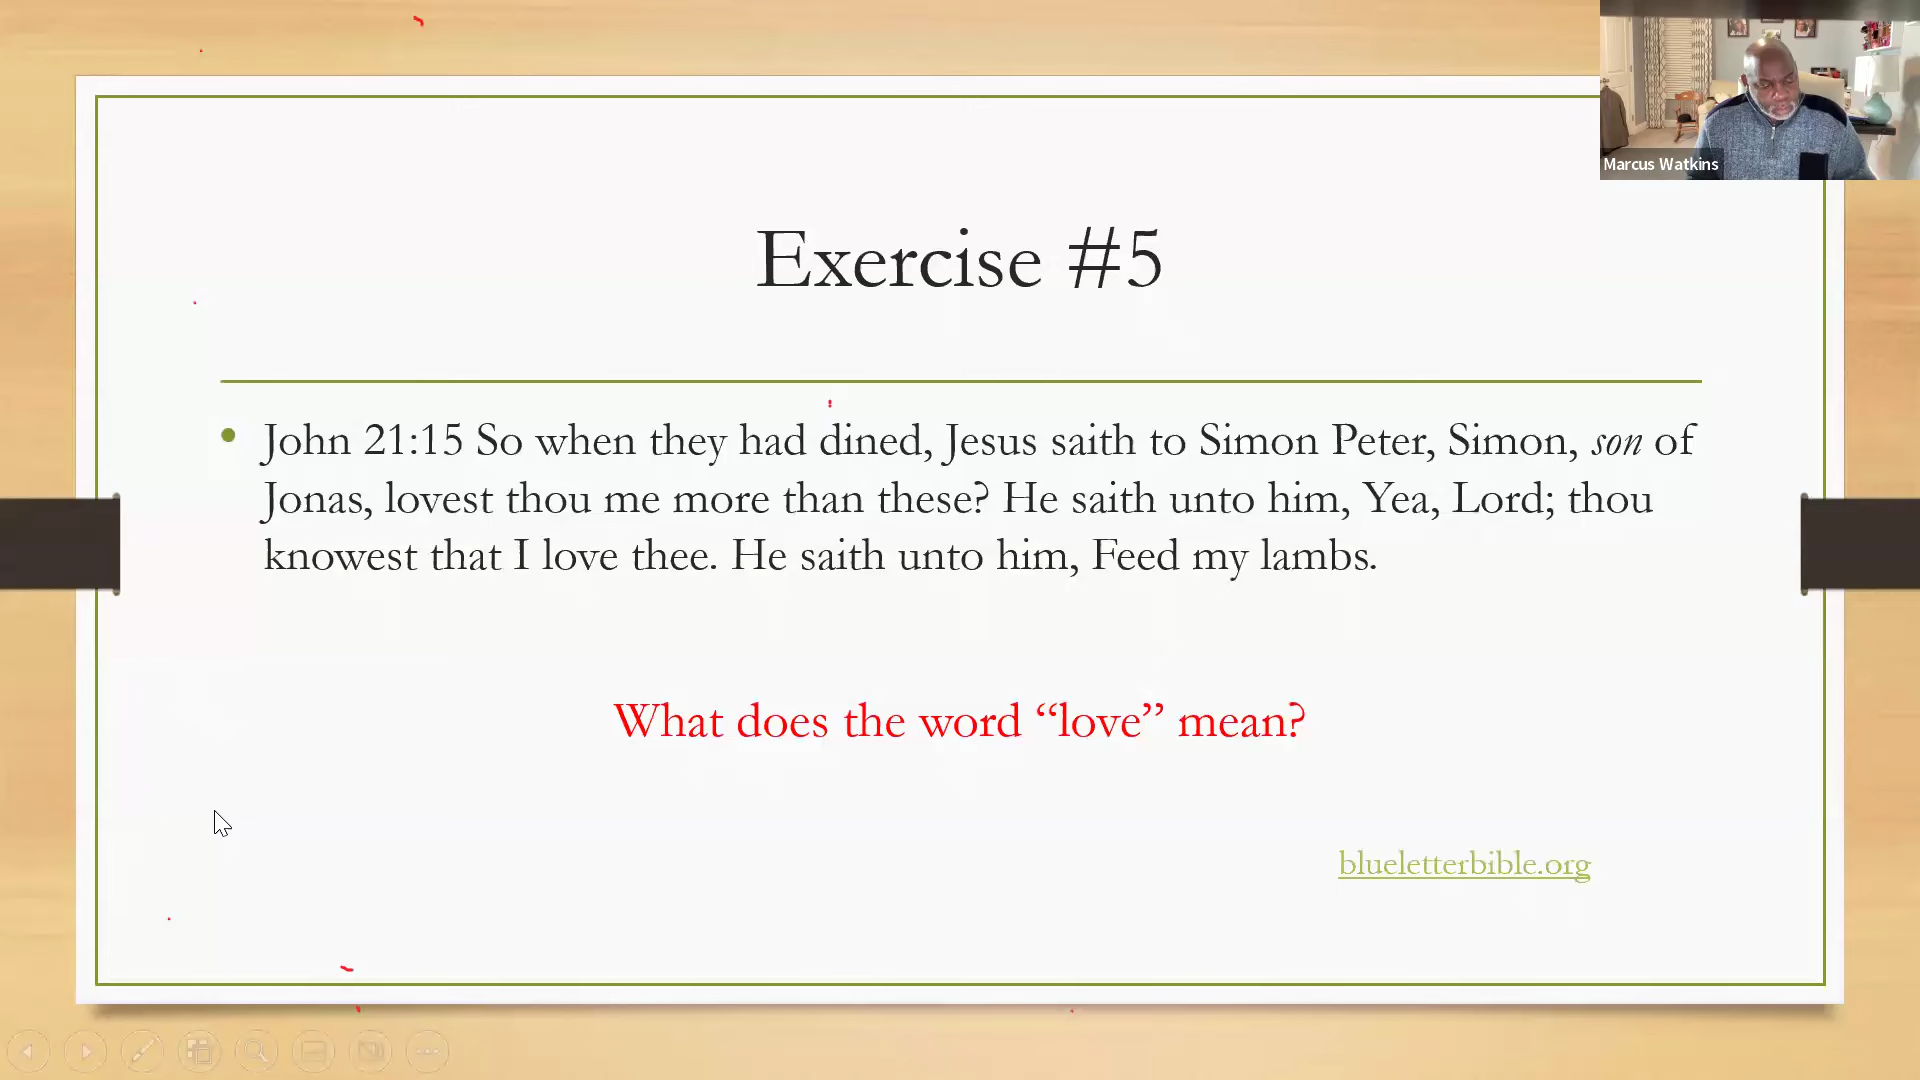 Marcus Watkins
Exercise #5
John 21:15 So when they had dined, Jesus saith to Simon Peter, Simon, son of
Jonas, lovest thou me more than these? He saith unto him, Yea, Lord; thou
knowest that I love thee. He saith unto him, Feed my lambs.
What does the word “love” mean?
blueletterbible.org